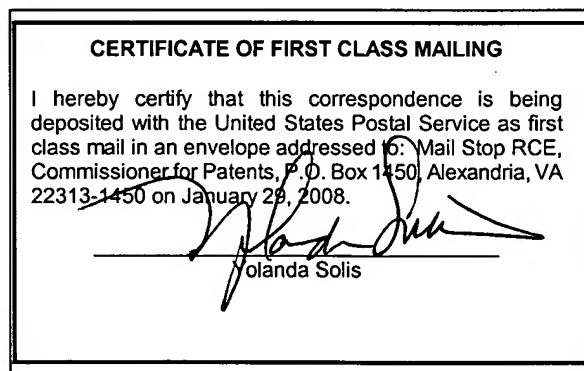 CERTIFICATE OF FIRST CLASS MAILING
I hereby certify that this correspondence is being
deposited with the United States Postal Service as first
class mail in an envelope addressed to: Mail Stop RCE,
Commissioner for Patents, P.O. Box 1450, Alexandria, VA
22313-1450 on January 29, 2008.
Yolanda Solis
Yolanda Solis